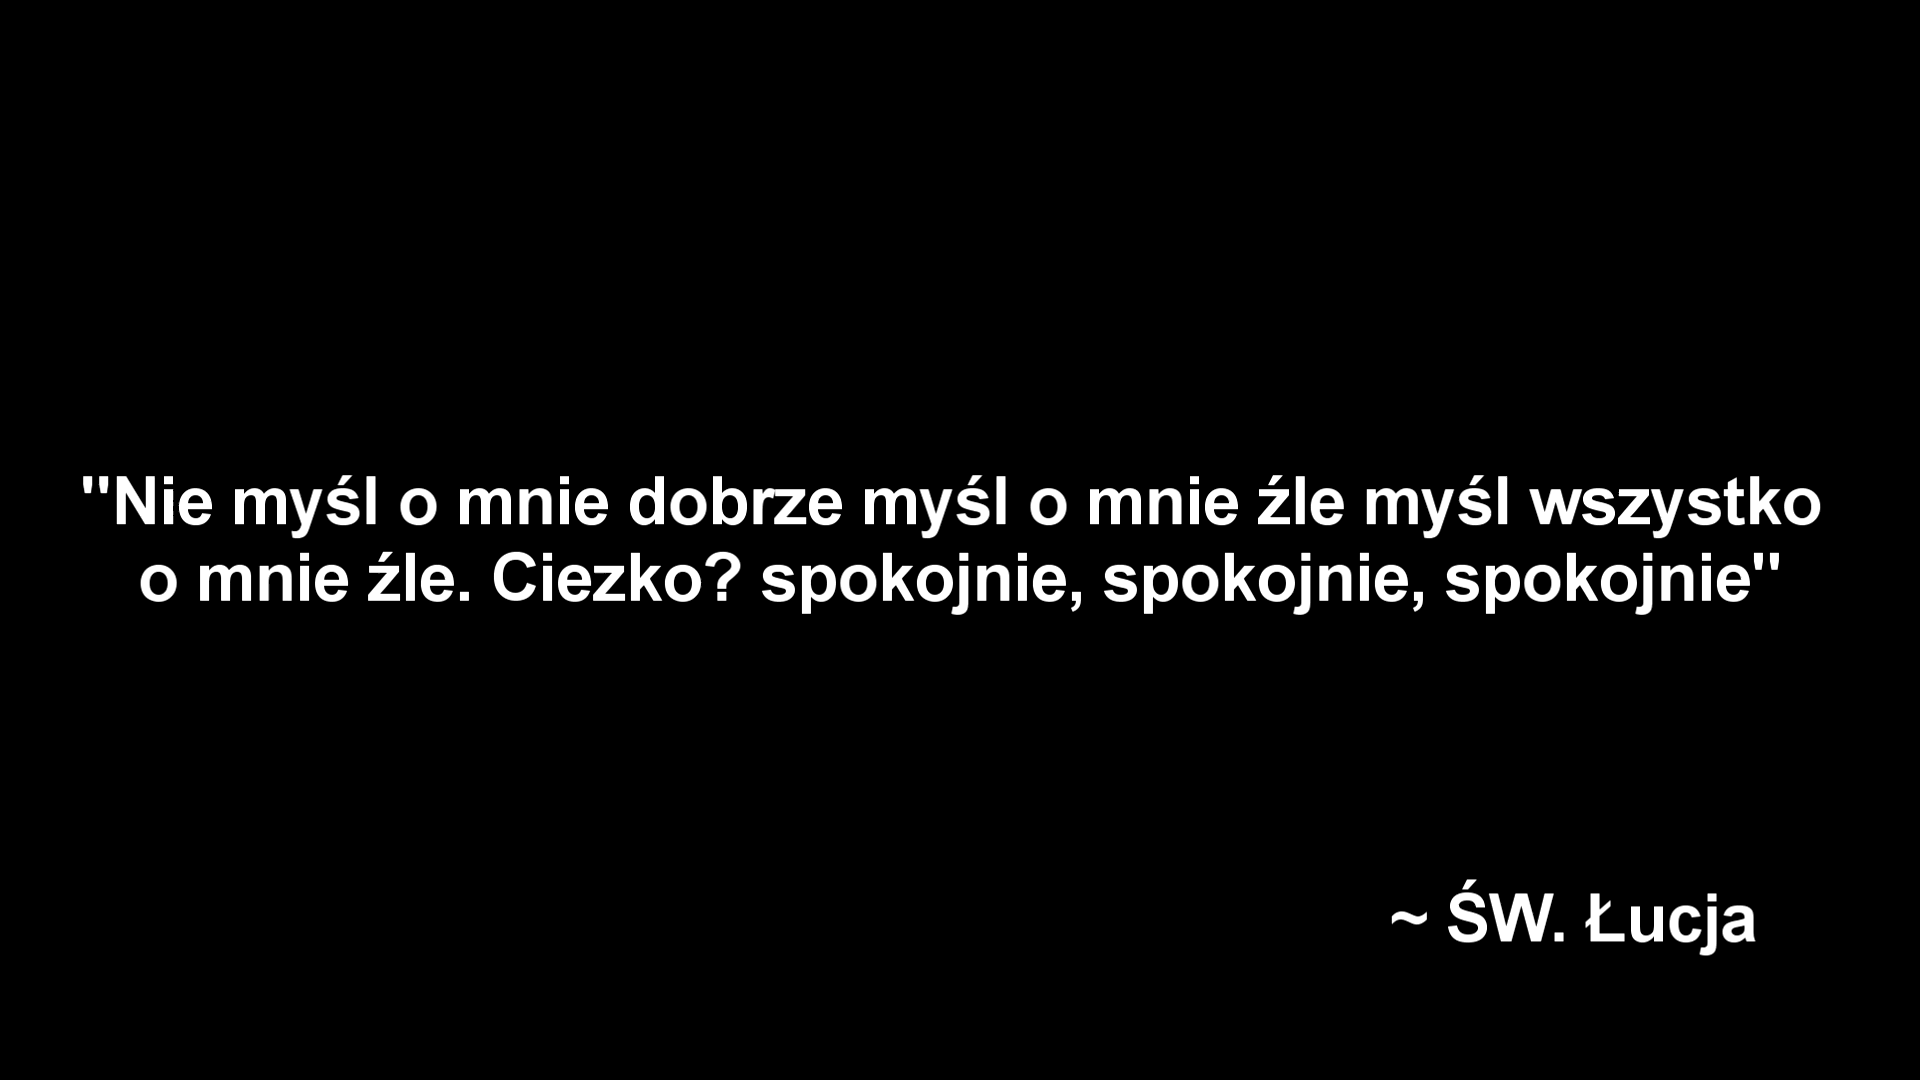 "Nie myśl o mnie dobrze myśl o mnie źle myśl wszystko
o mnie źle. Ciezko? spokojnie, spokojnie, spokojnie"
~ ŚW. Łucja